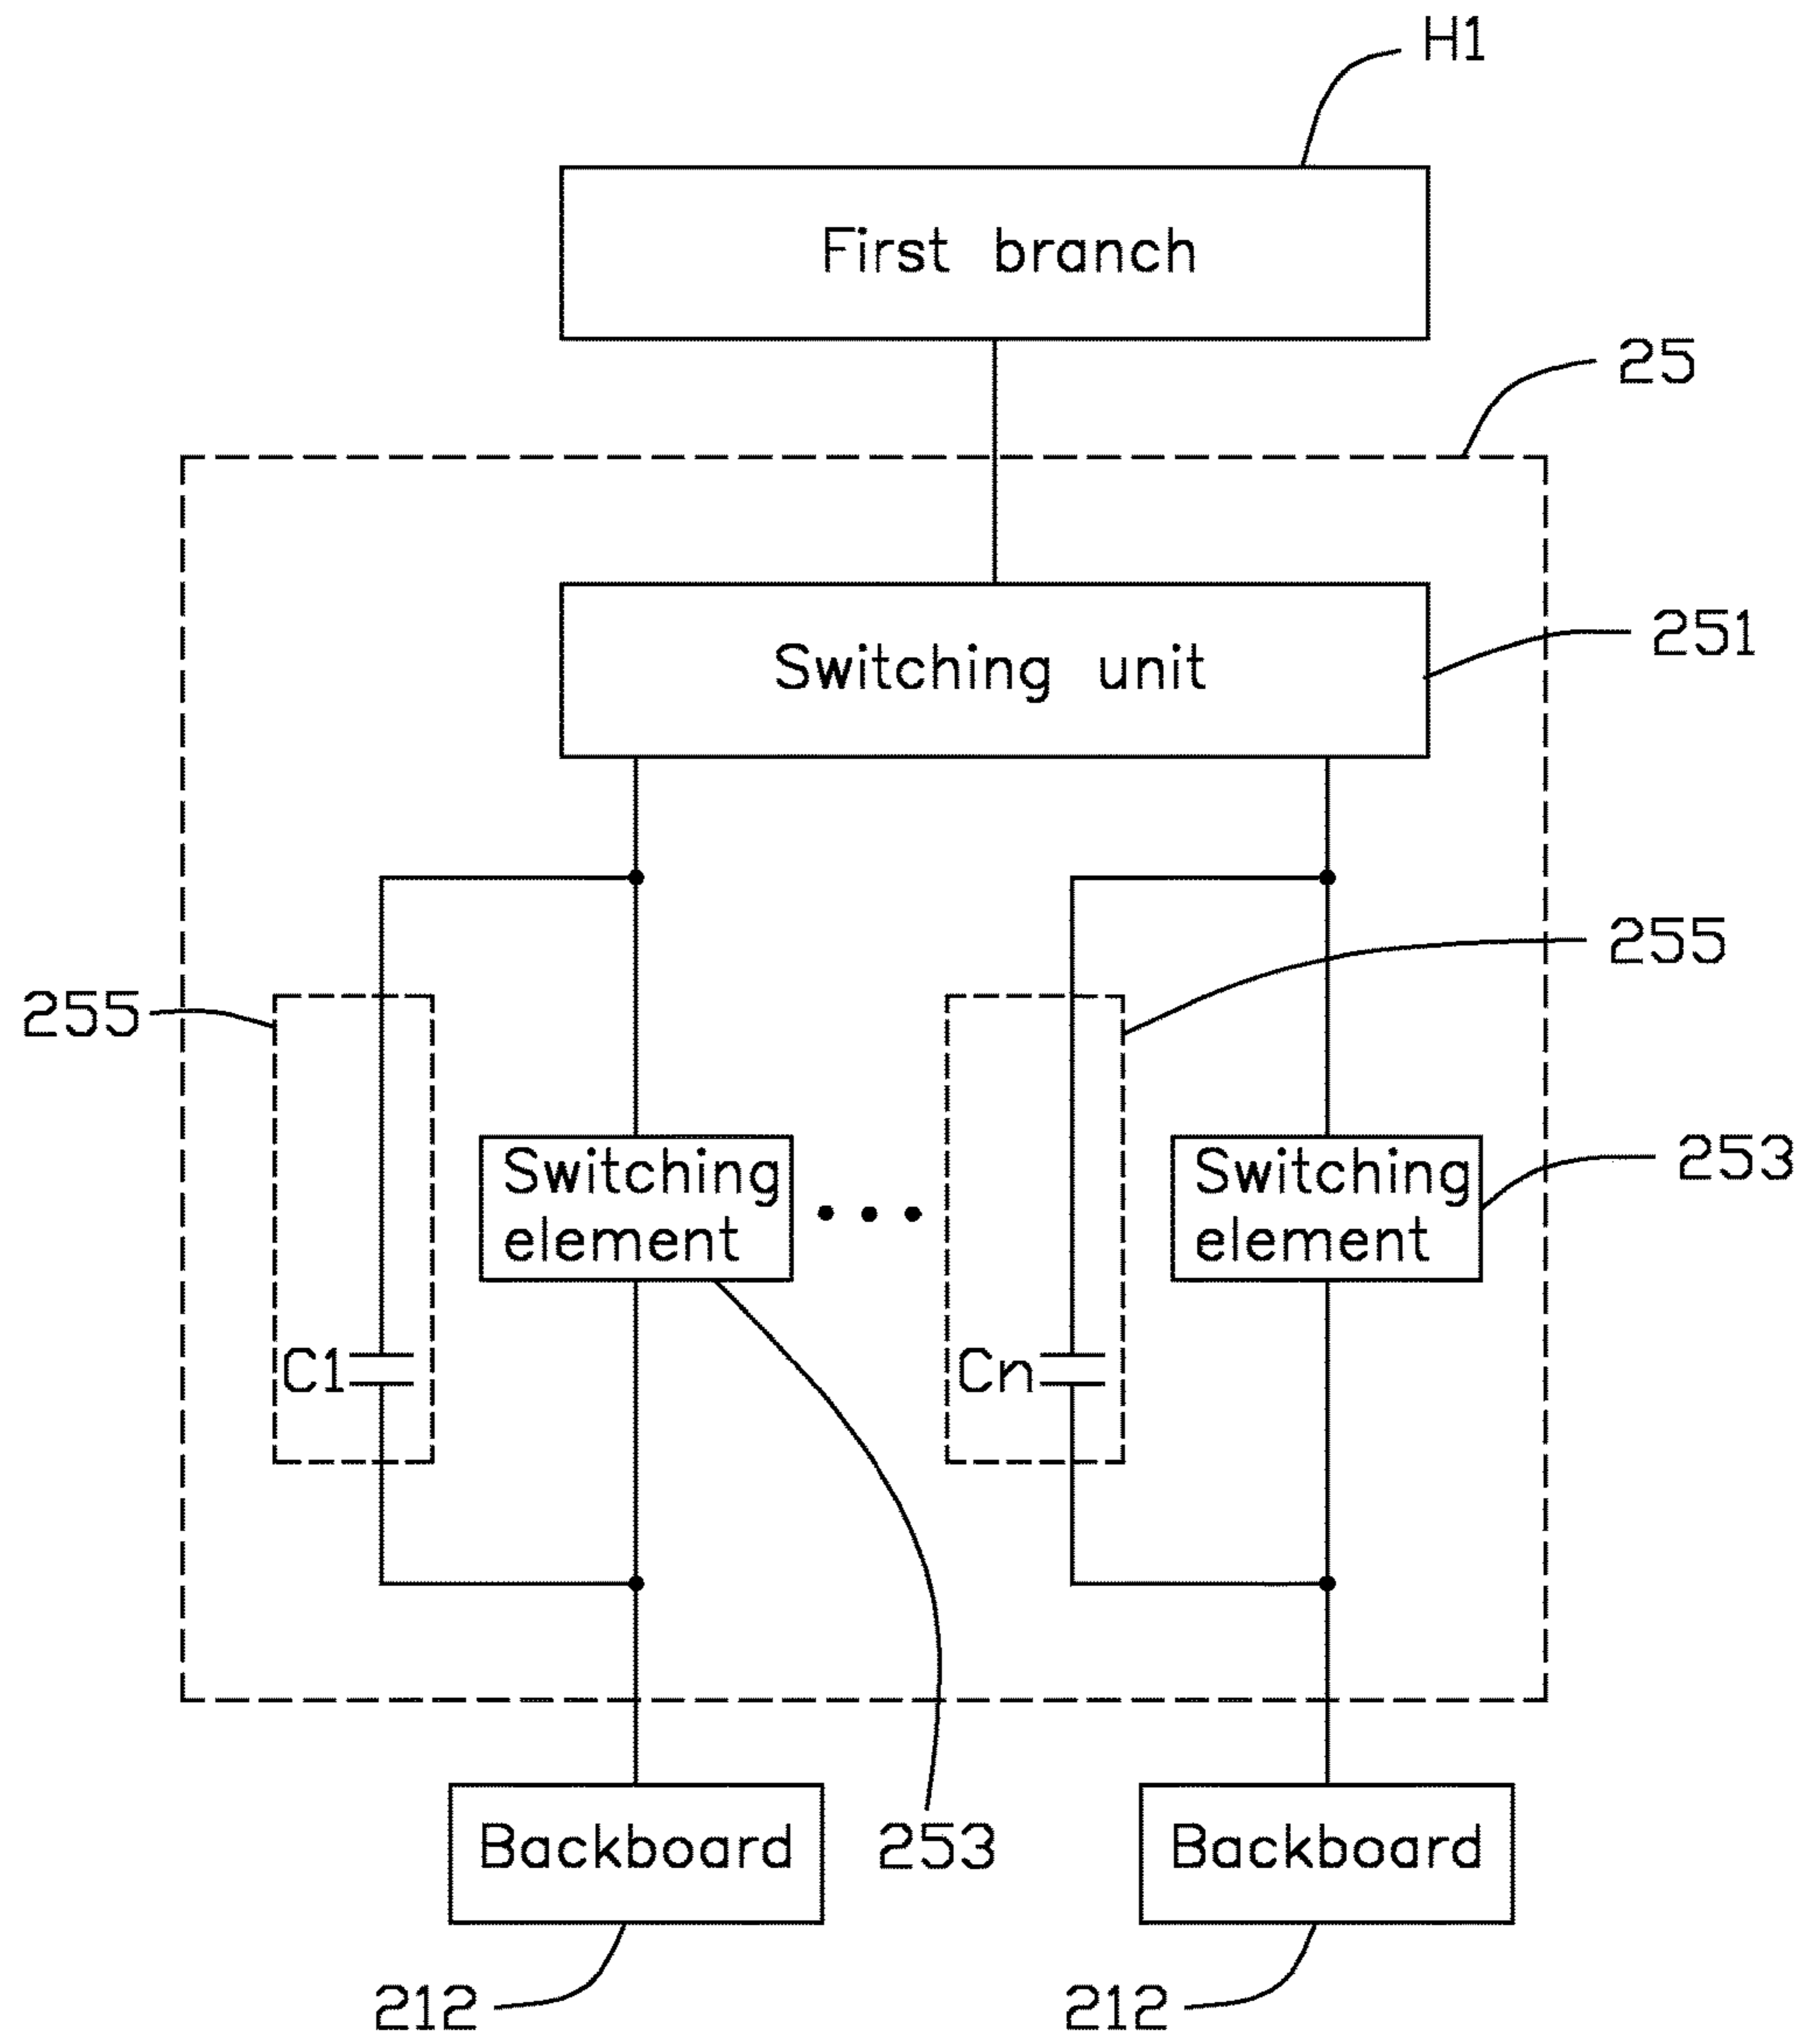 H1
First branch
25
Switching unit
251
255
255
Switching
element
Switching
element
253
C1
Cn
Backboard
253
Backboard
212
212